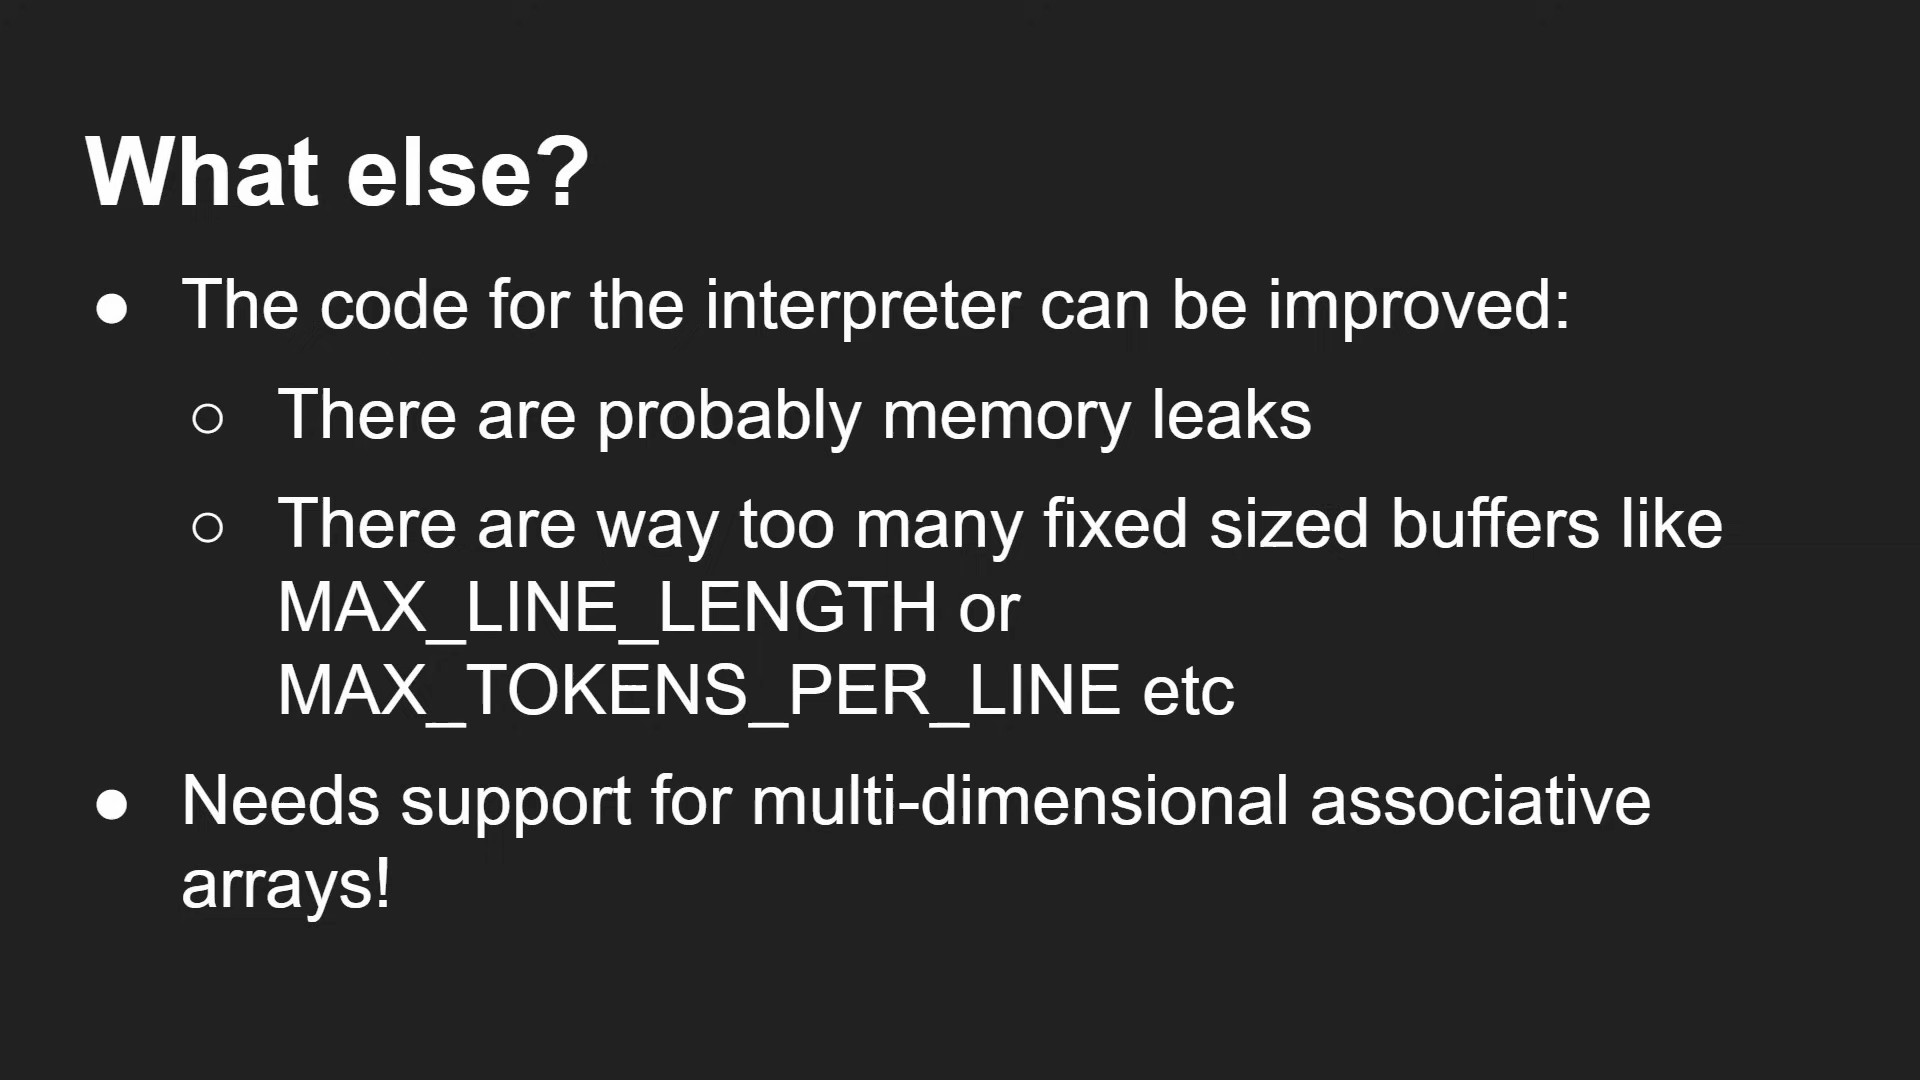 What else?
● The code for the interpreter can be improved:
○ There are probably memory leaks
○ There are way too many fixed sized buffers like
MAX_LINE_LENGTH or
MAX_TOKENS_PER_LINE etc
● Needs support for multi-dimensional associative
arrays!